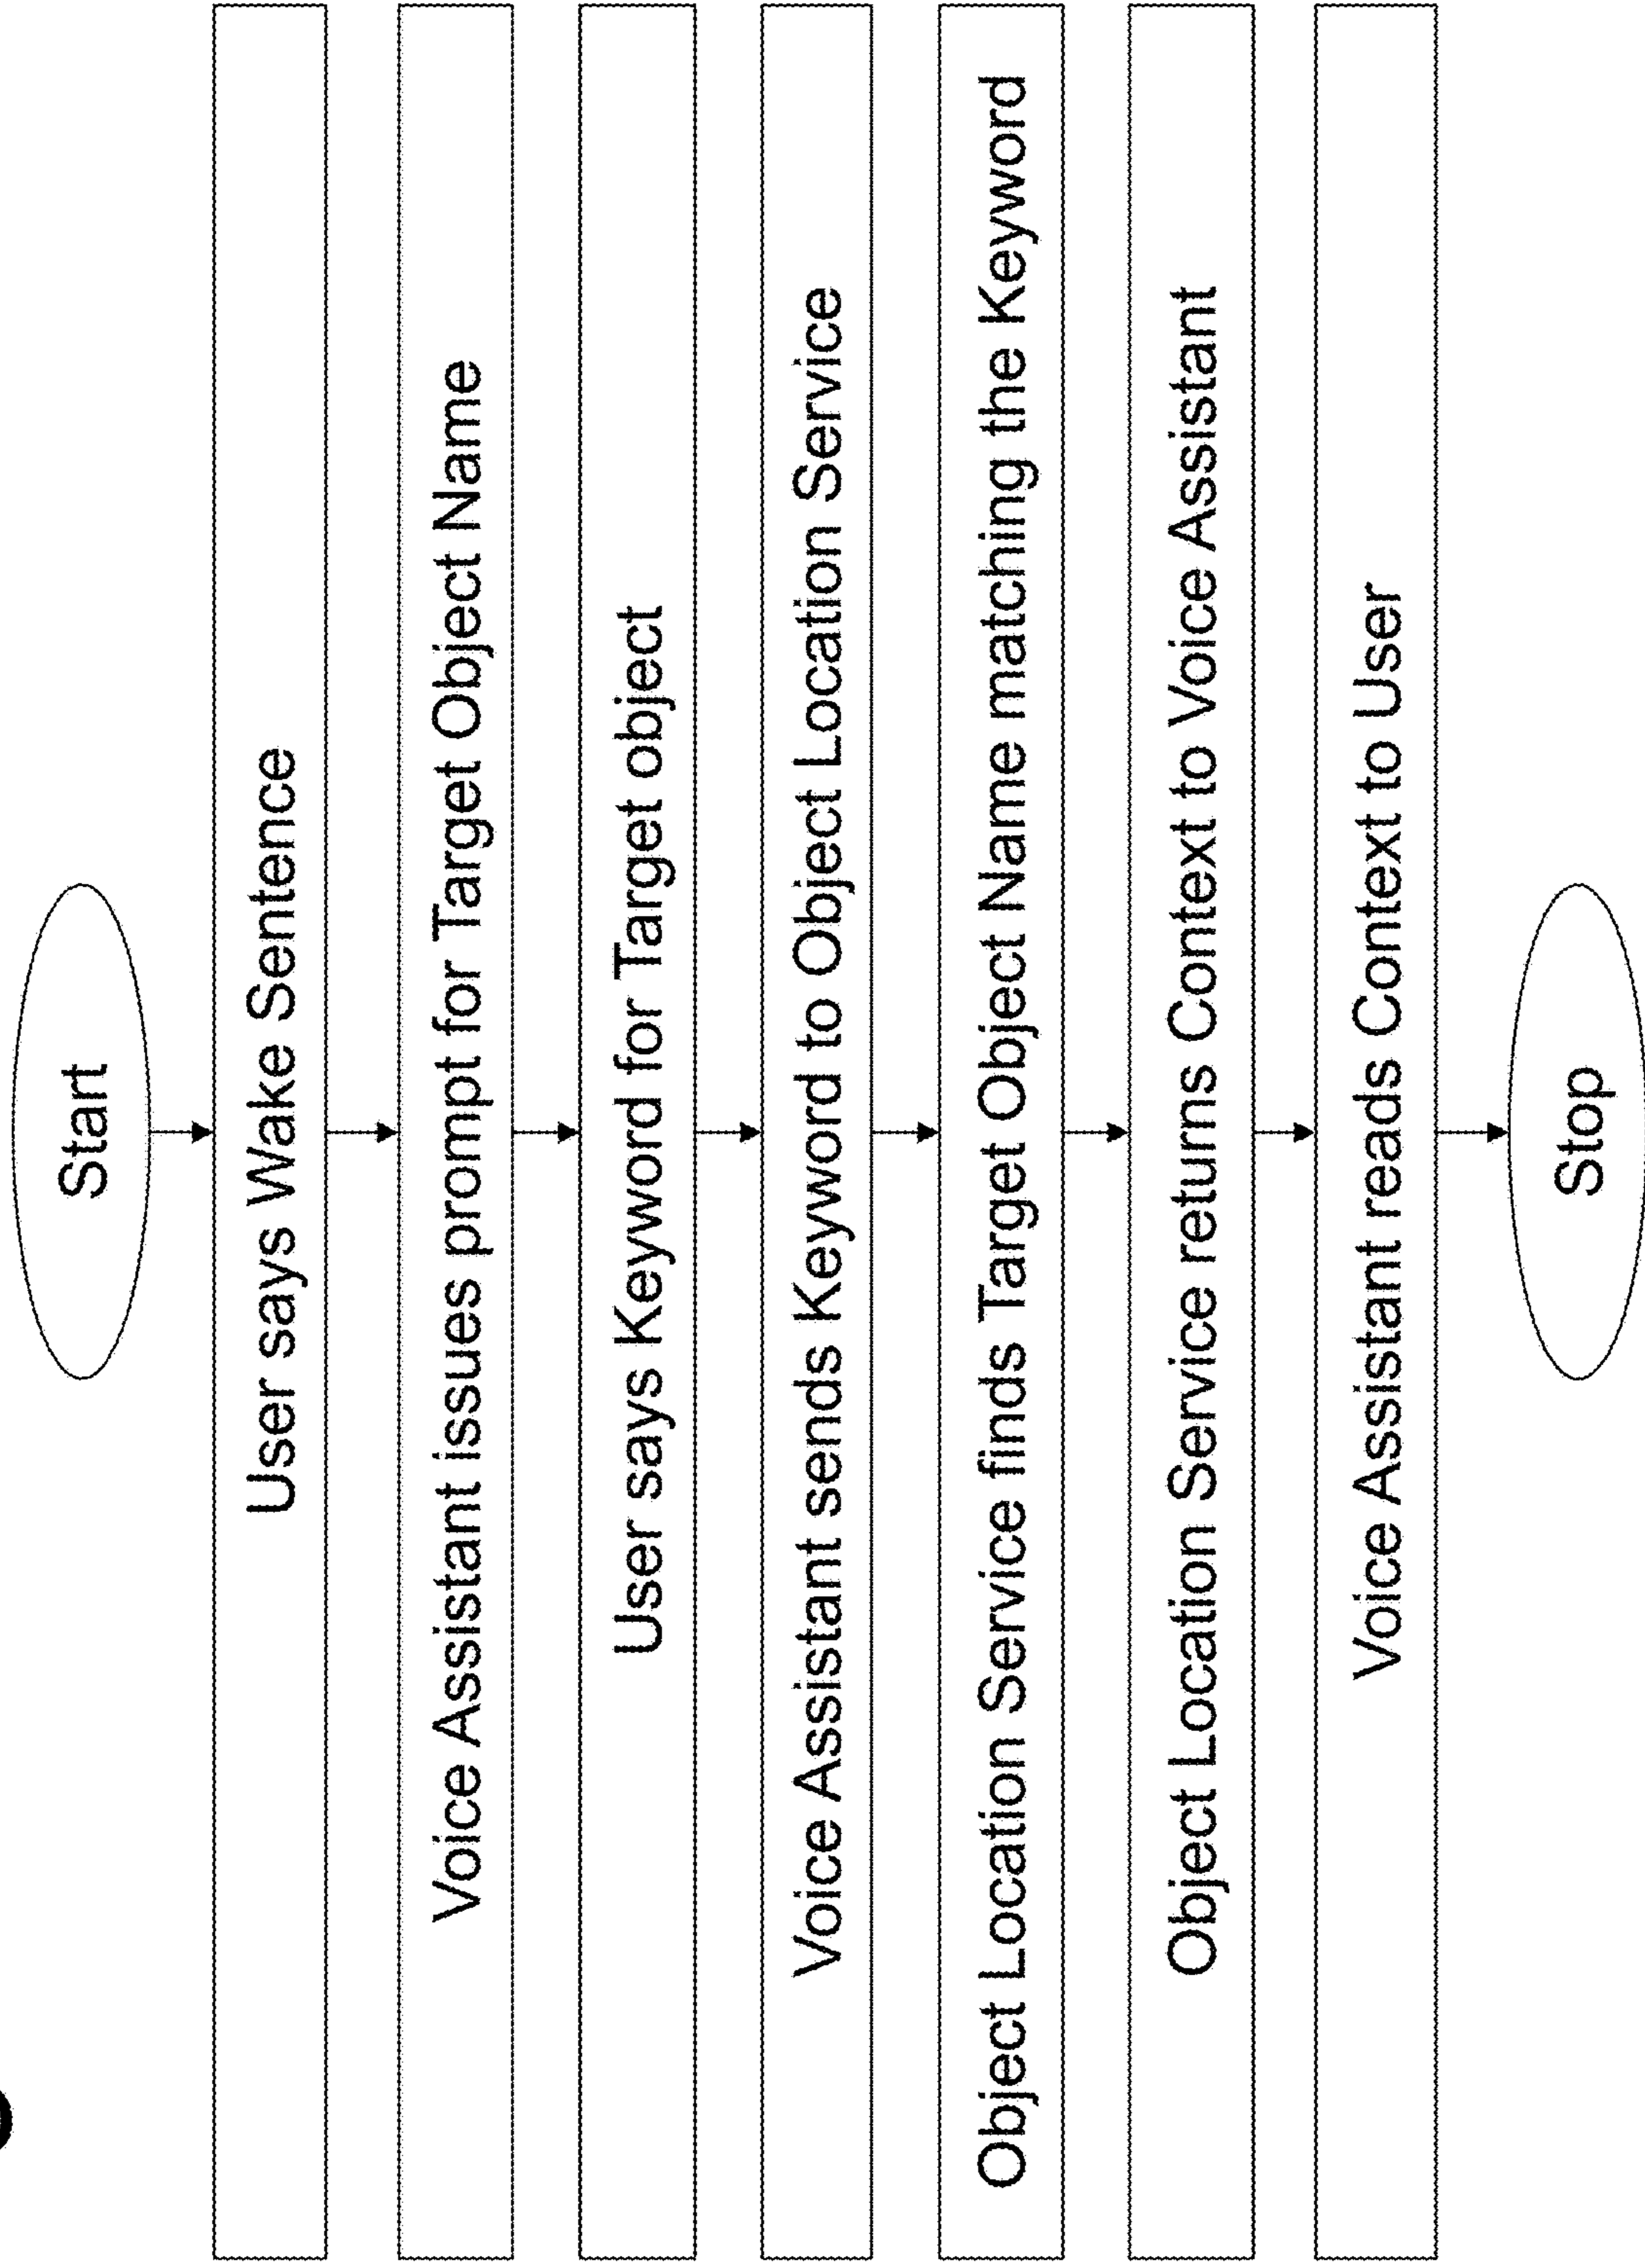 Start
User says Wake Sentence
Voice Assistant issues prompt for Target Object Name
User says Keyword for Target object
Voice Assistant sends Keyword to Object Location Service
Object Location Service finds Target Object Name matching the Keyword
Object Location Service returns Context to Voice Assistant
Voice Assistant reads Context to User
Stop